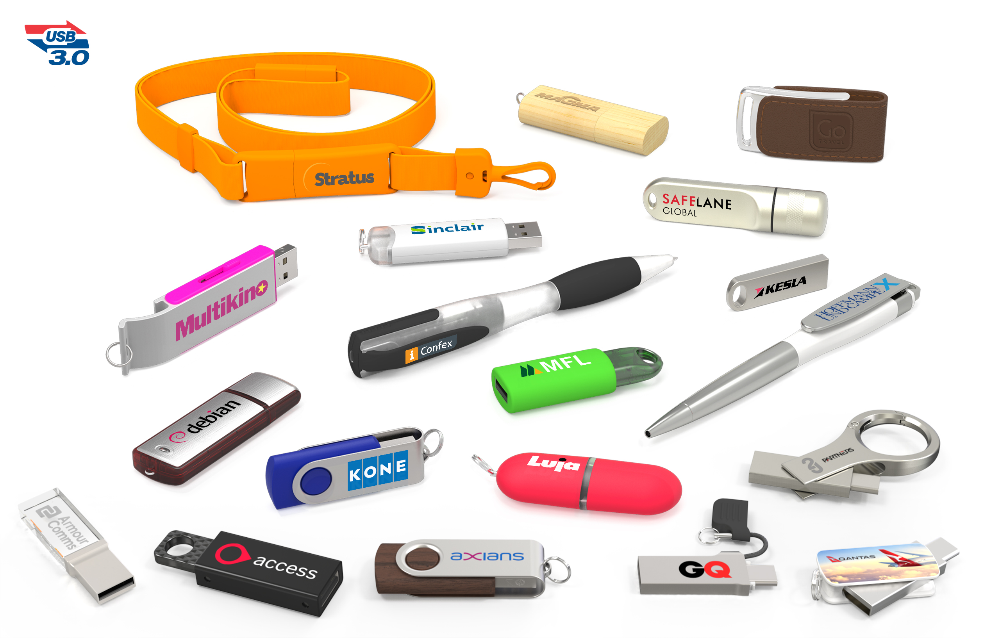 USB
3.0
MAGMA
Go
TRAVEL
Stratus
SAFELANE
GLOBAL
Sinclair
KESLA
HOFFMANN
UND CAMPE
Multikino
i Confex
MFL
debian
KONE
Luja
PARTNERS
Armour
Comms
access
axians
GQ
QANTAS